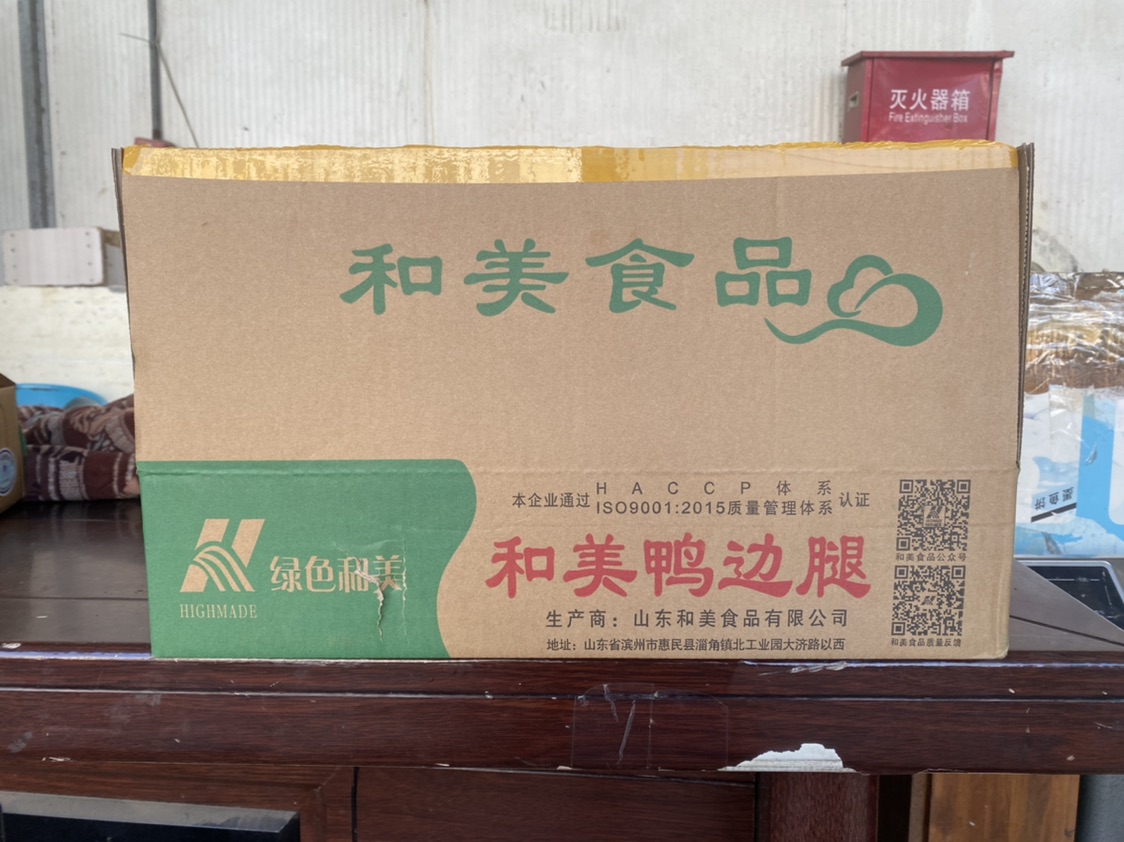 灭火器箱
Fire Extinguisher Box
和美食品
本企业通过 HACCP体系 认证
ISO9001:2015质量管理体系
和美鸭边腿
生产商：山东和美食品有限公司
地址：山东省滨州市惠民县淄角镇北工业园大济路以西
绿色和美
HIGHMADE
和美食品公众号
和美食品质量反馈